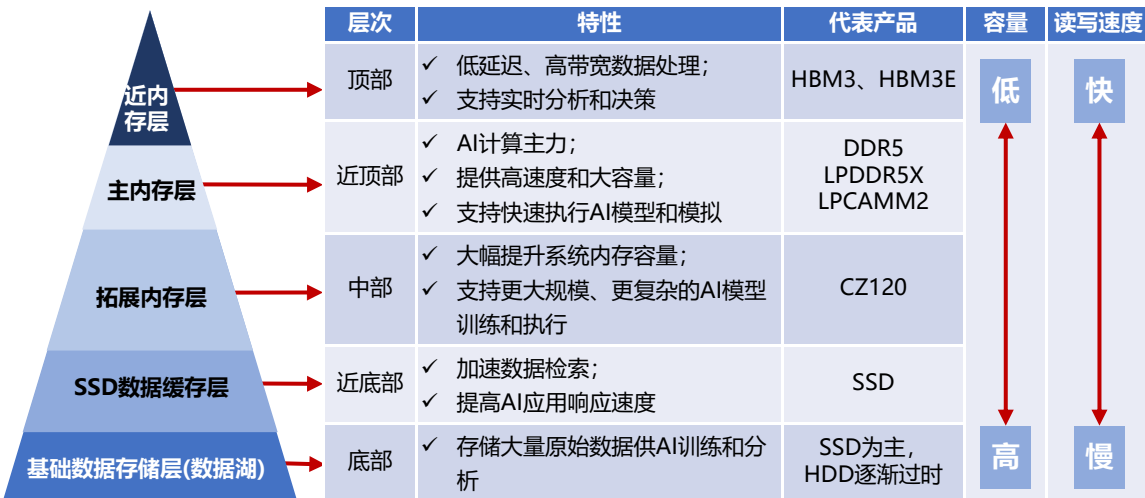 近内
存层
主内存层
拓展内存层
SSD数据缓存层
基础数据存储层(数据湖)
层次
特性
代表产品
容量
读写速度
顶部
✓ 低延迟、高带宽数据处理；
✓ 支持实时分析和决策
HBM3、HBM3E
近顶部
✓ AI计算主力；
✓ 提供高速度和大容量；
✓ 支持快速执行AI模型和模拟
DDR5
LPDDR5X
LPCAMM2
中部
✓ 大幅提升系统内存容量；
✓ 支持更大规模、更复杂的AI模型
训练和执行
CZ120
近底部
✓ 加速数据检索；
✓ 提高AI应用响应速度
SSD
底部
✓ 存储大量原始数据供AI训练和分
析
SSD为主，
HDD逐渐过时
低
高
快
慢